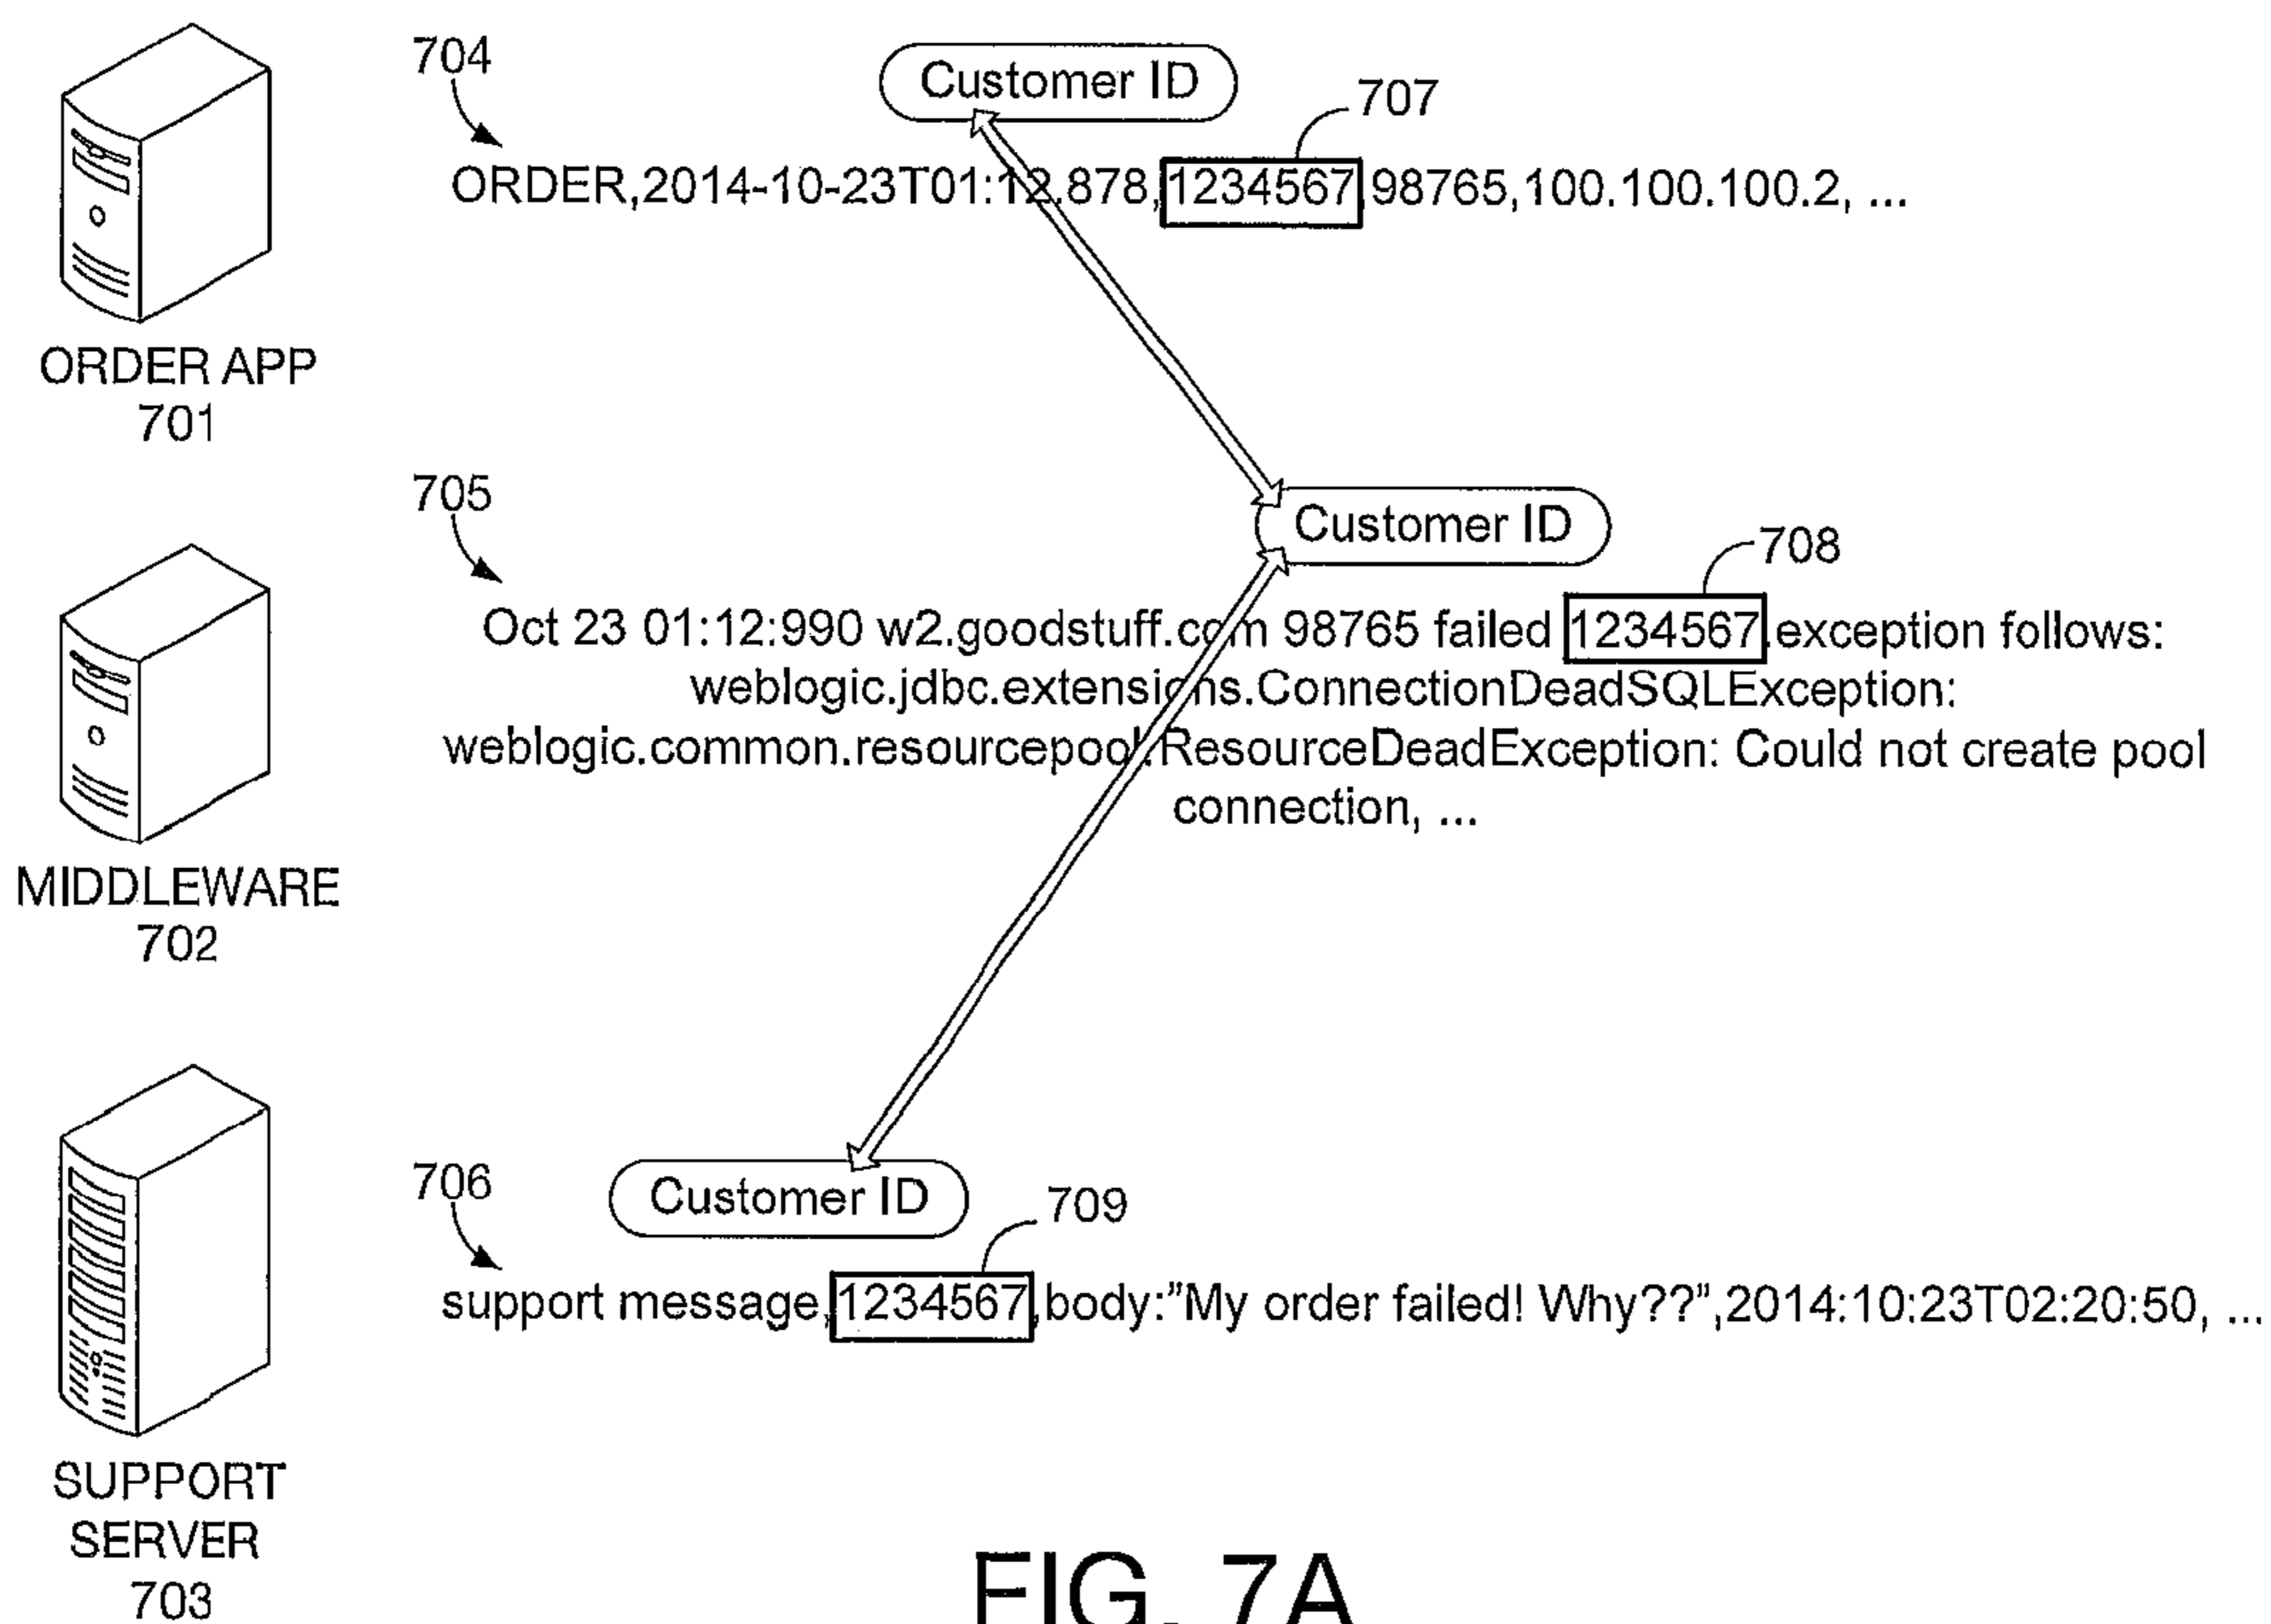 704
Customer ID
707
ORDER,2014-10-23T01:12.878,1234567,98765,100.100.100.2, ...
ORDER APP
701
705
Customer ID
708
Oct 23 01:12:990 w2.goodstuff.com 98765 failed 1234567.exception follows:
weblogic.jdbc.extensions.ConnectionDeadSQLException:
weblogic.common.resourcepool.ResourceDeadException: Could not create pool
connection, ...
MIDDLEWARE
702
706
Customer ID
709
support message,1234567,body:"My order failed! Why??",2014:10:23T02:20:50, ...
SUPPORT
SERVER
703
FIG. 7A